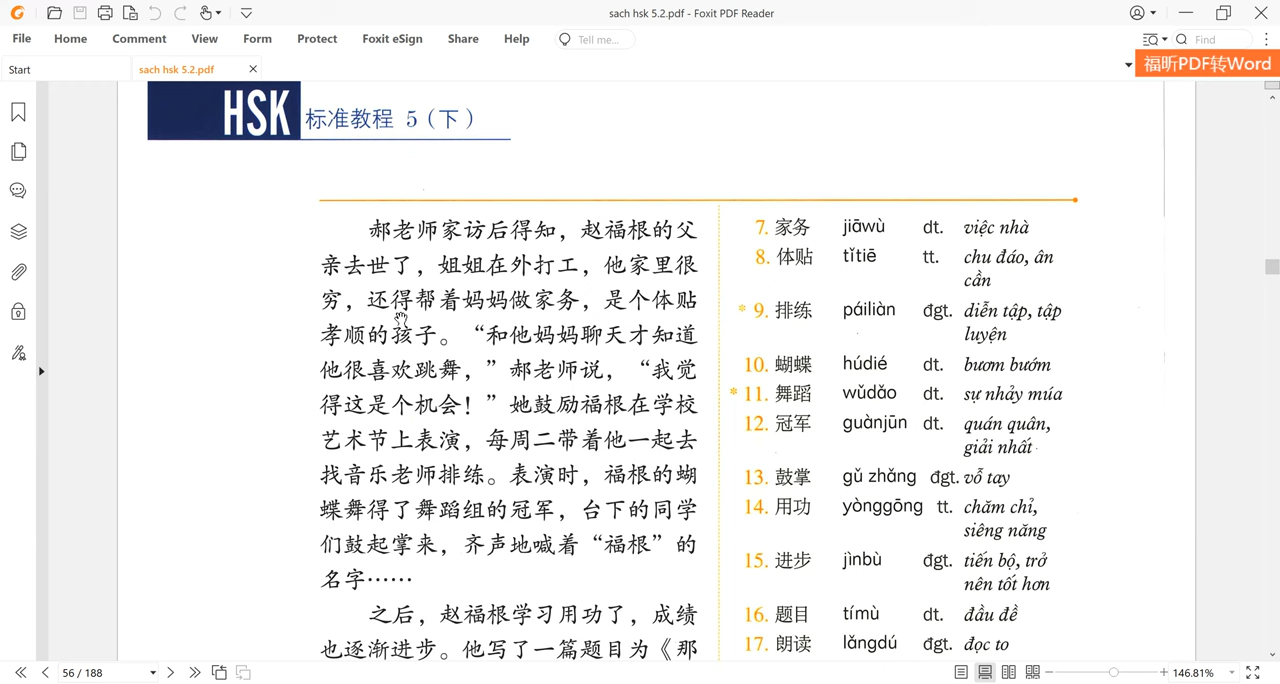 sach hsk 5.2.pdf - Foxit PDF Reader
File Home Comment View Form Protect Foxit eSign Share Help Tell me... Find
Start sach hsk 5.2.pdf
福昕PDF转Word
HSK 标准教程 5（下）
郝老师家访后得知，赵福根的父
亲去世了，姐姐在外打工，他家里很
穷，还得帮着妈妈做家务，是个体贴
孝顺的孩子。“和他妈妈聊天才知道
他很喜欢跳舞，”郝老师说，“我觉
得这是个机会！”她鼓励福根在学校
艺术节上表演，每周二带着他一起去
找音乐老师排练。表演时，福根的蝴
蝶舞得了舞蹈组的冠军，台下的同学
们鼓起掌来，齐声地喊着“福根”的
名字……
之后，赵福根学习用功了，成绩
也逐渐进步。他写了一篇题目为《那
7. 家务 jiāwù dt. việc nhà
8. 体贴 tǐtiē tt. chu đáo, ân
cần
* 9. 排练 páiliàn đgt. diễn tập, tập
luyện
10. 蝴蝶 húdié dt. bươm bướm
* 11. 舞蹈 wǔdǎo dt. sự nhảy múa
12. 冠军 guànjūn dt. quán quân,
giải nhất
13. 鼓掌 gǔ zhǎng đgt. vỗ tay
14. 用功 yònggōng tt. chăm chỉ,
siêng năng
15. 进步 jìnbù đgt. tiến bộ, trở
nên tốt hơn
16. 题目 tímù dt. đầu đề
17. 朗读 lǎngdú đgt. đọc to
56 / 188 146.81%